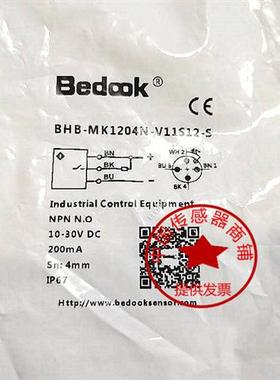 Bedook®
CE
BHB-MK1204N-V11S12-S
BN
BK
BU
WH 2
BU 3
BN 1
BK 4
Industrial Control Equipment
NPN N.O
10-30V DC
200mA
Sn: 4mm
IP67
Http://www.bedooksensor.com
传感器商铺
提供发票